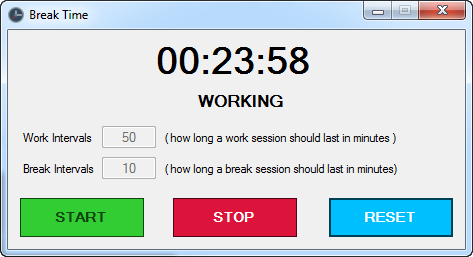 Break Time
00:23:58
WORKING
Work Intervals 50 ( how long a work session should last in minutes )
Break Intervals 10 ( how long a break session should last in minutes)
START STOP RESET